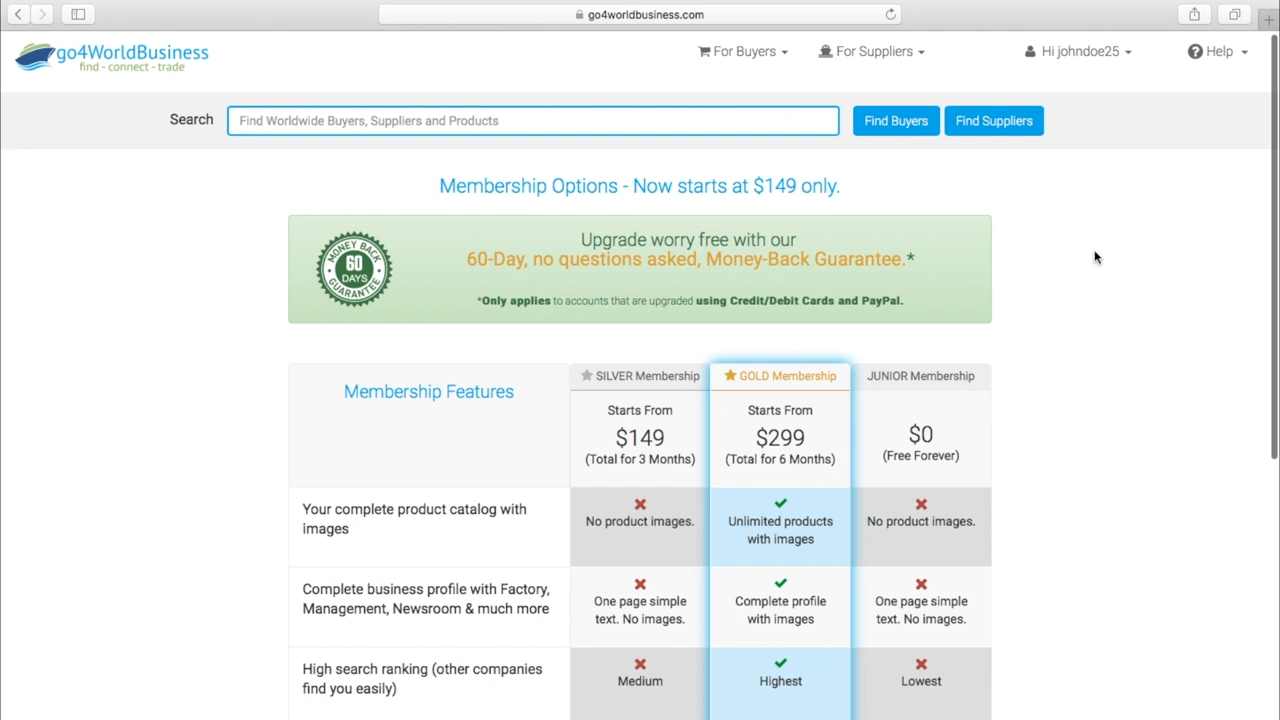 go4worldbusiness.com
go4WorldBusiness
find - connect - trade
For Buyers
For Suppliers
Hi johndoe25
Help
Search
Find Worldwide Buyers, Suppliers and Products
Find Buyers
Find Suppliers
Membership Options - Now starts at $149 only.
MONEY BACK
60
DAYS
GUARANTEE
Upgrade worry free with our
60-Day, no questions asked, Money-Back Guarantee.*
*Only applies to accounts that are upgraded using Credit/Debit Cards and PayPal.
Membership Features
SILVER Membership
GOLD Membership
JUNIOR Membership
Starts From
$149
(Total for 3 Months)
Starts From
$299
(Total for 6 Months)
$0
(Free Forever)
Your complete product catalog with
images
No product images.
Unlimited products
with images
No product images.
Complete business profile with Factory,
Management, Newsroom & much more
One page simple
text. No images.
Complete profile
with images
One page simple
text. No images.
High search ranking (other companies
find you easily)
Medium
Highest
Lowest